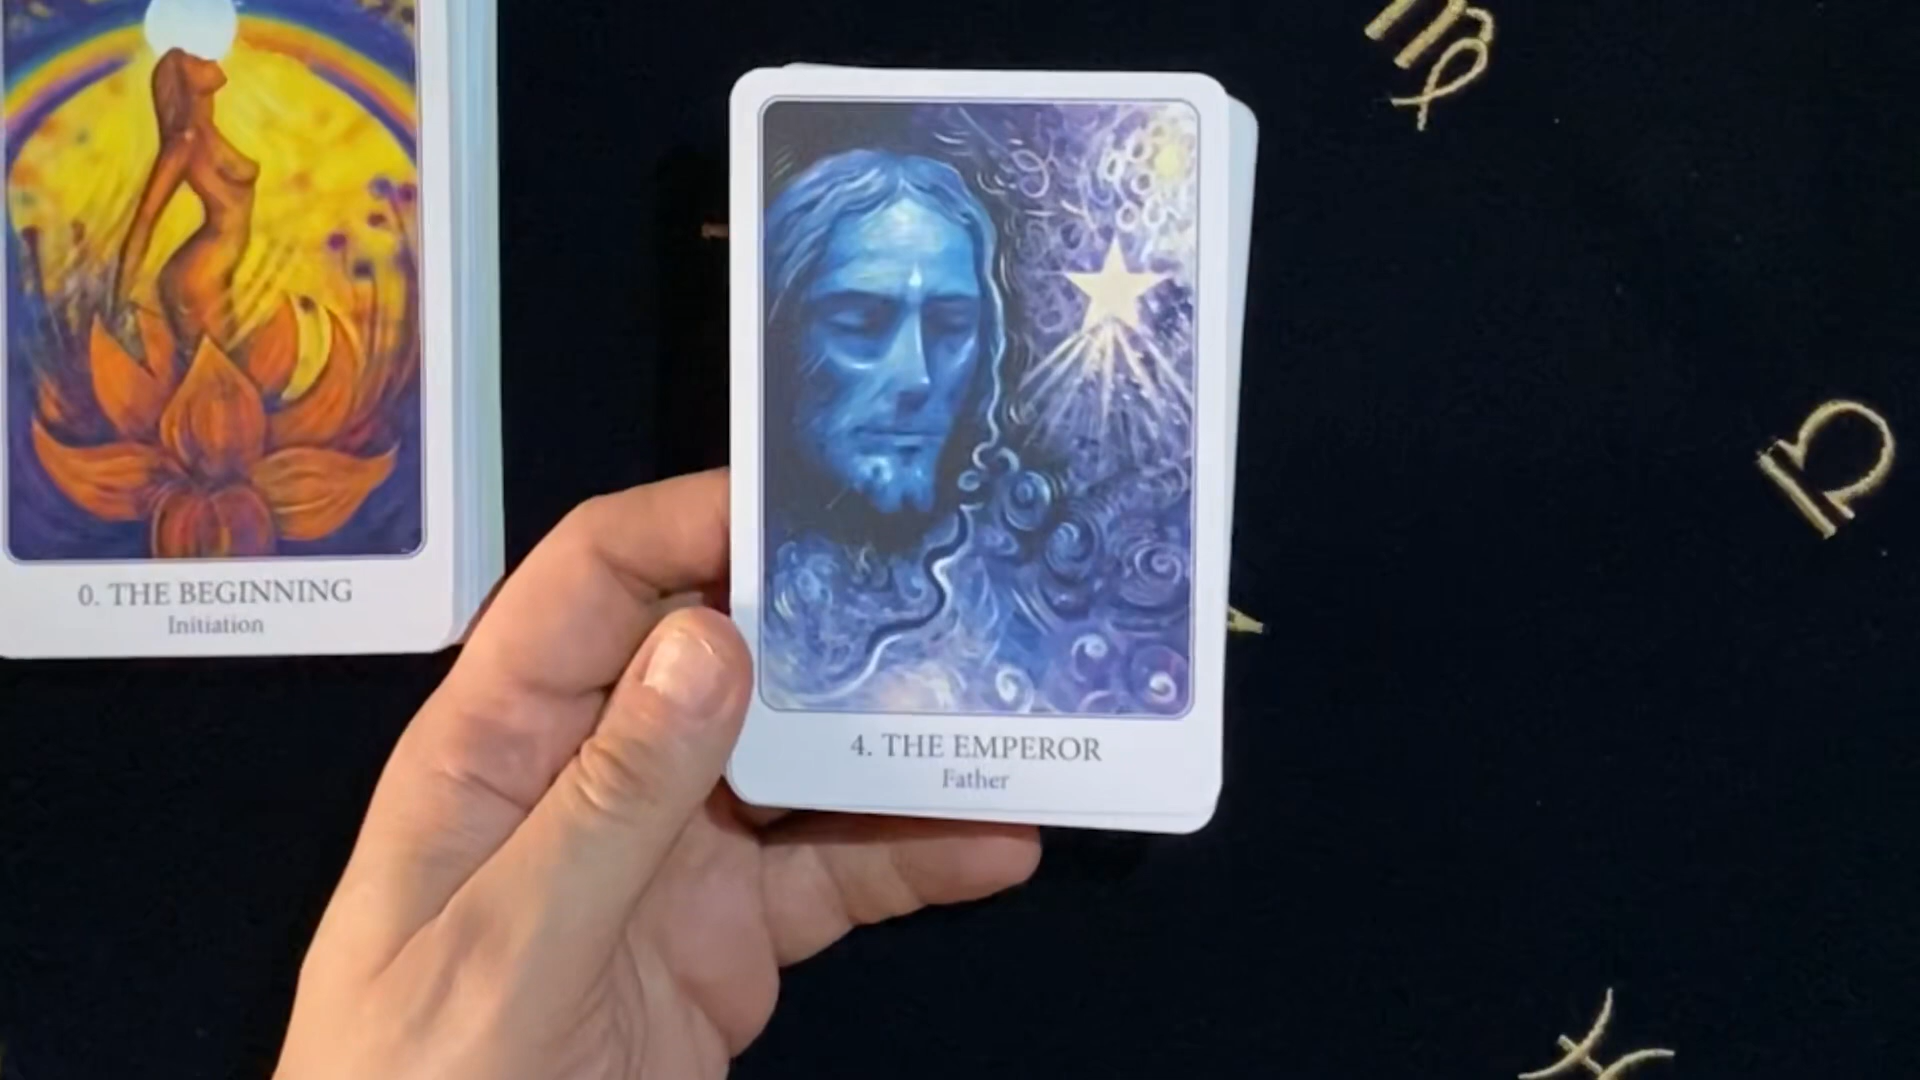 0. THE BEGINNING
Initiation
4. THE EMPEROR
Father